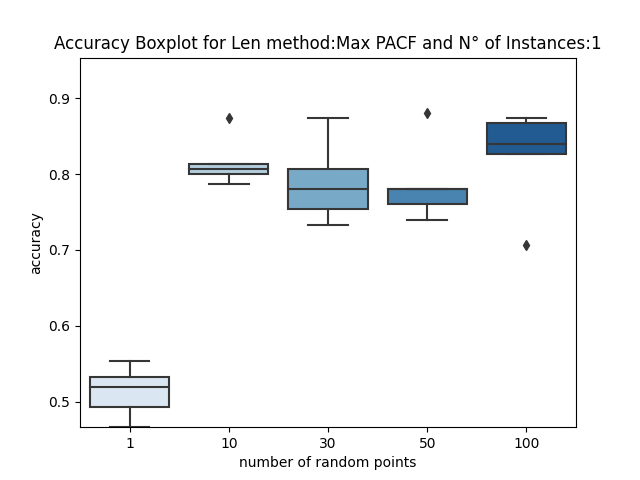 Accuracy Boxplot for Len method:Max PACF and N° of Instances:1
0.9
0.8
0.7
0.6
0.5
accuracy
1 10 30 50 100
number of random points